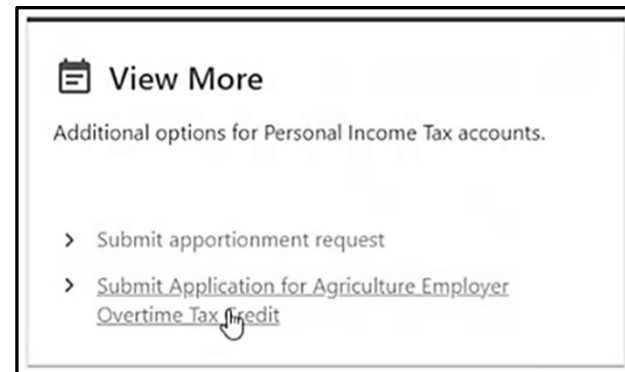 View More
Additional options for Personal Income Tax accounts.
Submit apportionment request
Submit Application for Agriculture Employer
Overtime Tax Credit